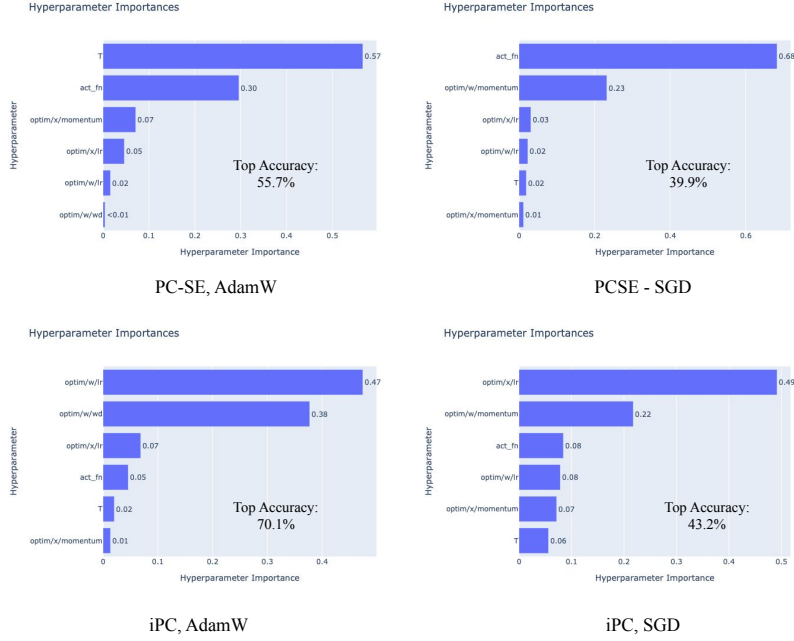 Hyperparameter Importances
Hyperparameter
T
0.57
act_fn
0.30
optim/x/momentum
0.07
optim/x/lr
0.05
optim/w/lr
0.02
optim/w/wd
<0.01
Top Accuracy:
55.7%
0
0.1
0.2
0.3
0.4
0.5
Hyperparameter Importance
PC-SE, AdamW
Hyperparameter Importances
Hyperparameter
act_fn
0.68
optim/w/momentum
0.23
optim/x/lr
0.03
optim/w/lr
0.02
T
0.02
optim/x/momentum
0.01
Top Accuracy:
39.9%
0
0.2
0.4
0.6
Hyperparameter Importance
PCSE - SGD
Hyperparameter Importances
Hyperparameter
optim/w/lr
0.47
optim/w/wd
0.38
optim/x/lr
0.07
act_fn
0.05
T
0.02
optim/x/momentum
0.01
Top Accuracy:
70.1%
0
0.1
0.2
0.3
0.4
Hyperparameter Importance
iPC, AdamW
Hyperparameter Importances
Hyperparameter
optim/x/lr
0.49
optim/w/momentum
0.22
act_fn
0.08
optim/w/lr
0.08
optim/x/momentum
0.07
T
0.06
Top Accuracy:
43.2%
0
0.1
0.2
0.3
0.4
0.5
Hyperparameter Importance
iPC, SGD